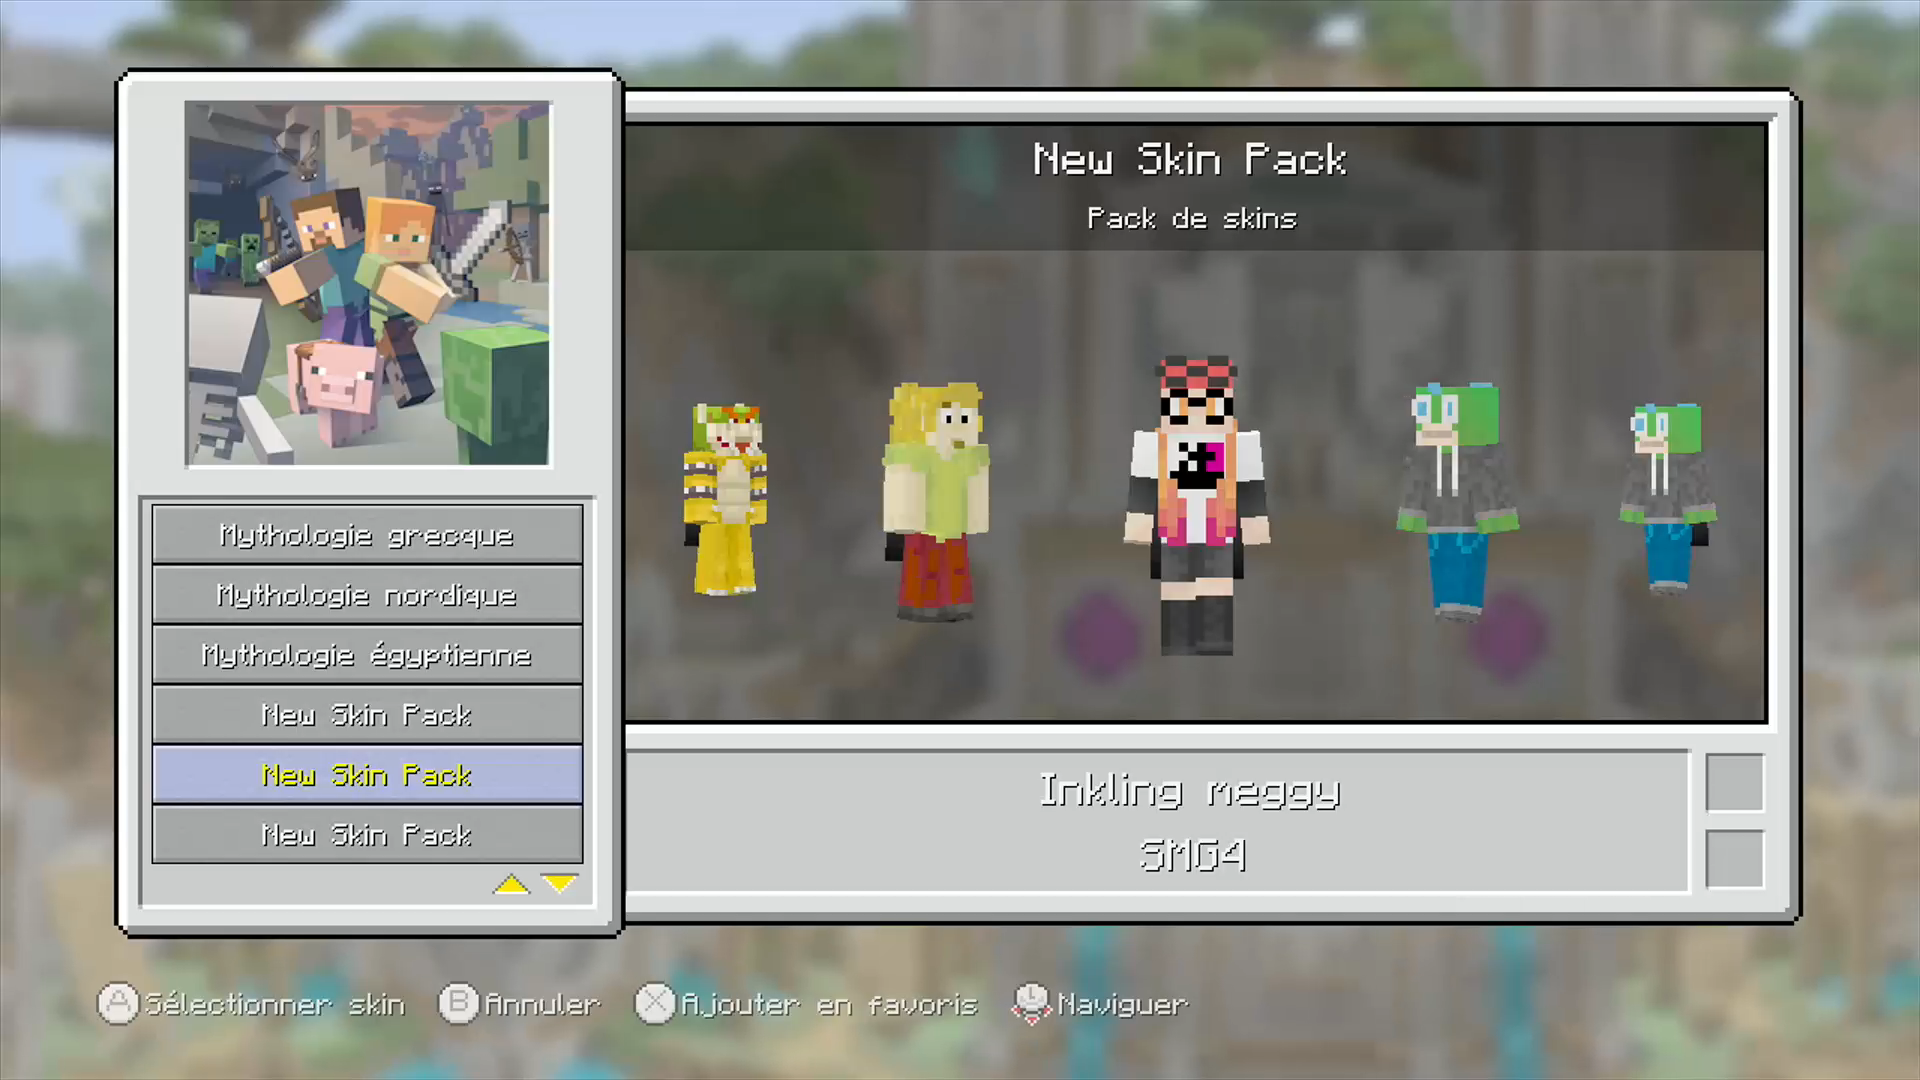 New Skin Pack
Pack de skins
Mythologie grecque
Mythologie nordique
Mythologie égyptienne
New Skin Pack
New Skin Pack
New Skin Pack
Inkling meggy
SMG4
A Sélectionner skin B Annuler X Ajouter en favoris L Naviguer